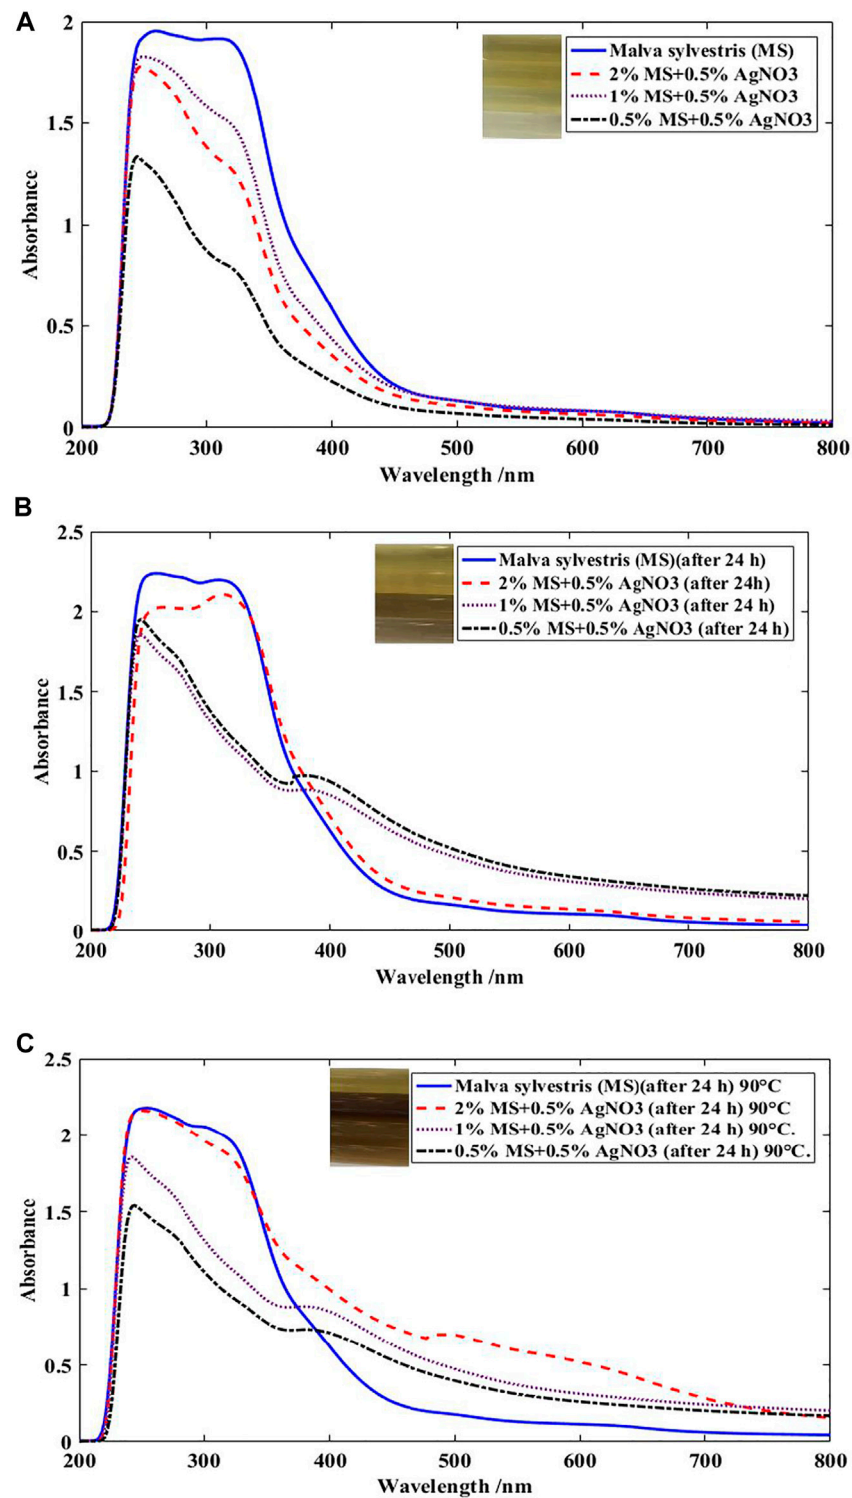 A
2
1.5
1
0.5
0
Absorbance
Malva sylvestris (MS)
2% MS+0.5% AgNO3
1% MS+0.5% AgNO3
0.5% MS+0.5% AgNO3
200 300 400 500 600 700 800
Wavelength /nm
B
2.5
2
1.5
1
0.5
0
Absorbance
Malva sylvestris (MS)(after 24 h)
2% MS+0.5% AgNO3 (after 24h)
1% MS+0.5% AgNO3 (after 24 h)
0.5% MS+0.5% AgNO3 (after 24 h)
200 300 400 500 600 700 800
Wavelength /nm
C
2.5
2
1.5
1
0.5
0
Absorbance
Malva sylvestris (MS)(after 24 h) 90°C
2% MS+0.5% AgNO3 (after 24 h) 90°C
1% MS+0.5% AgNO3 (after 24 h) 90°C.
0.5% MS+0.5% AgNO3 (after 24 h) 90°C.
200 300 400 500 600 700 800
Wavelength /nm